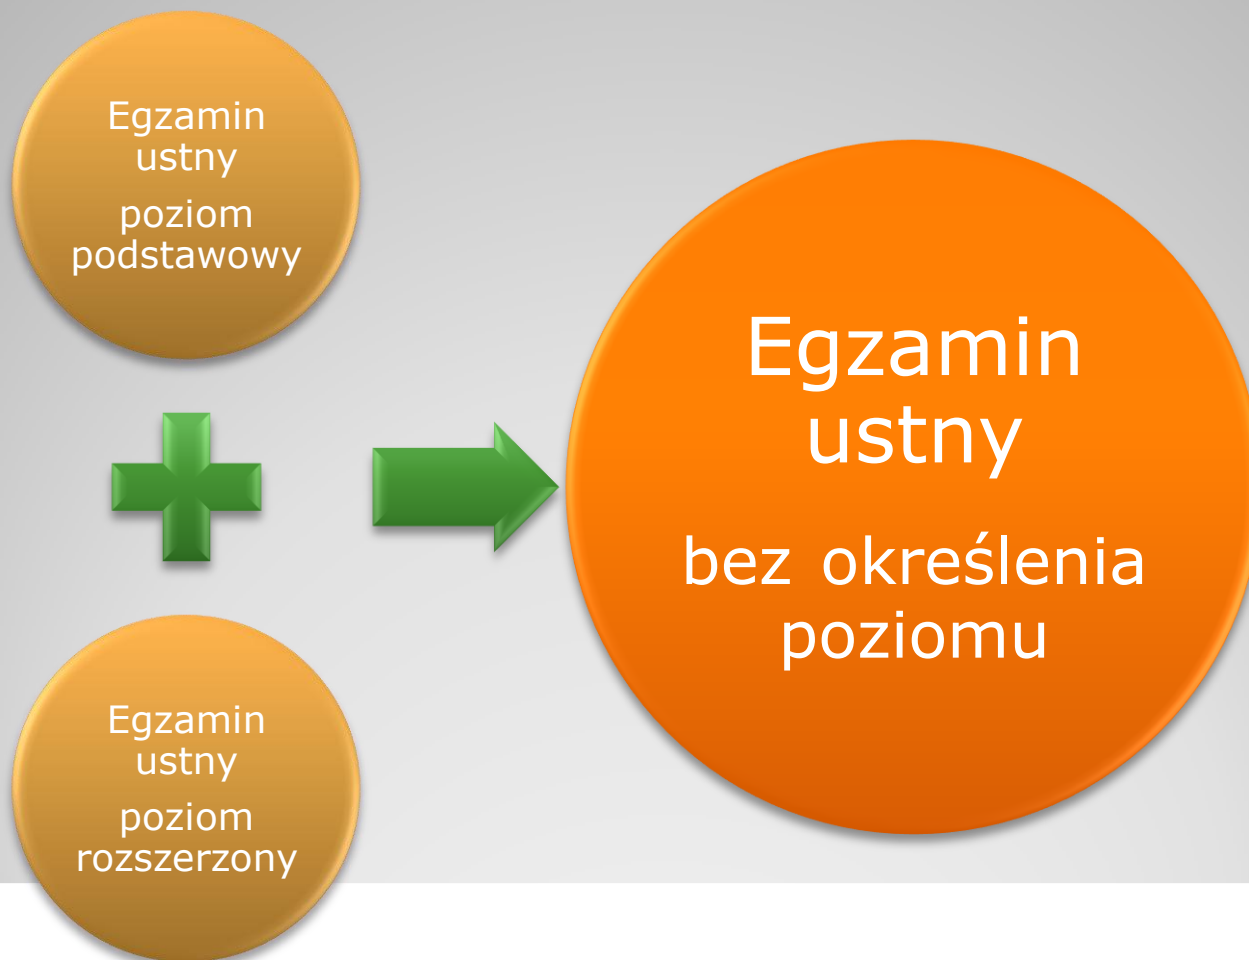 Egzamin
ustny
poziom
podstawowy
Egzamin
ustny
poziom
rozszerzony
Egzamin
ustny
bez określenia
poziomu